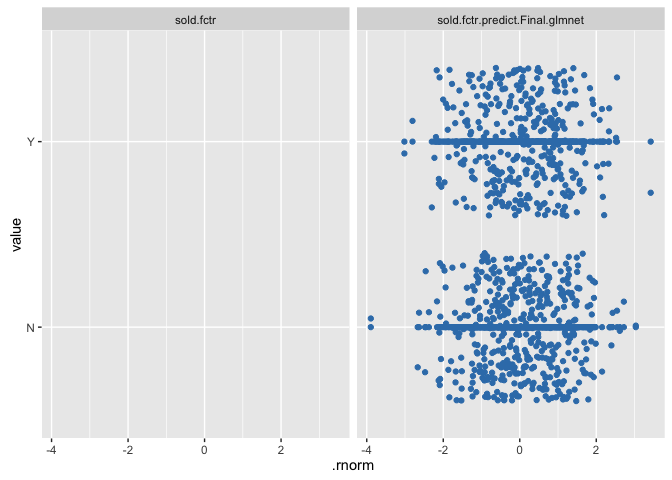 sold.fctr
sold.fctr.predict.Final.glmnet
value
Y
N
-4 -2 0 2
-4 -2 0 2
.rnorm